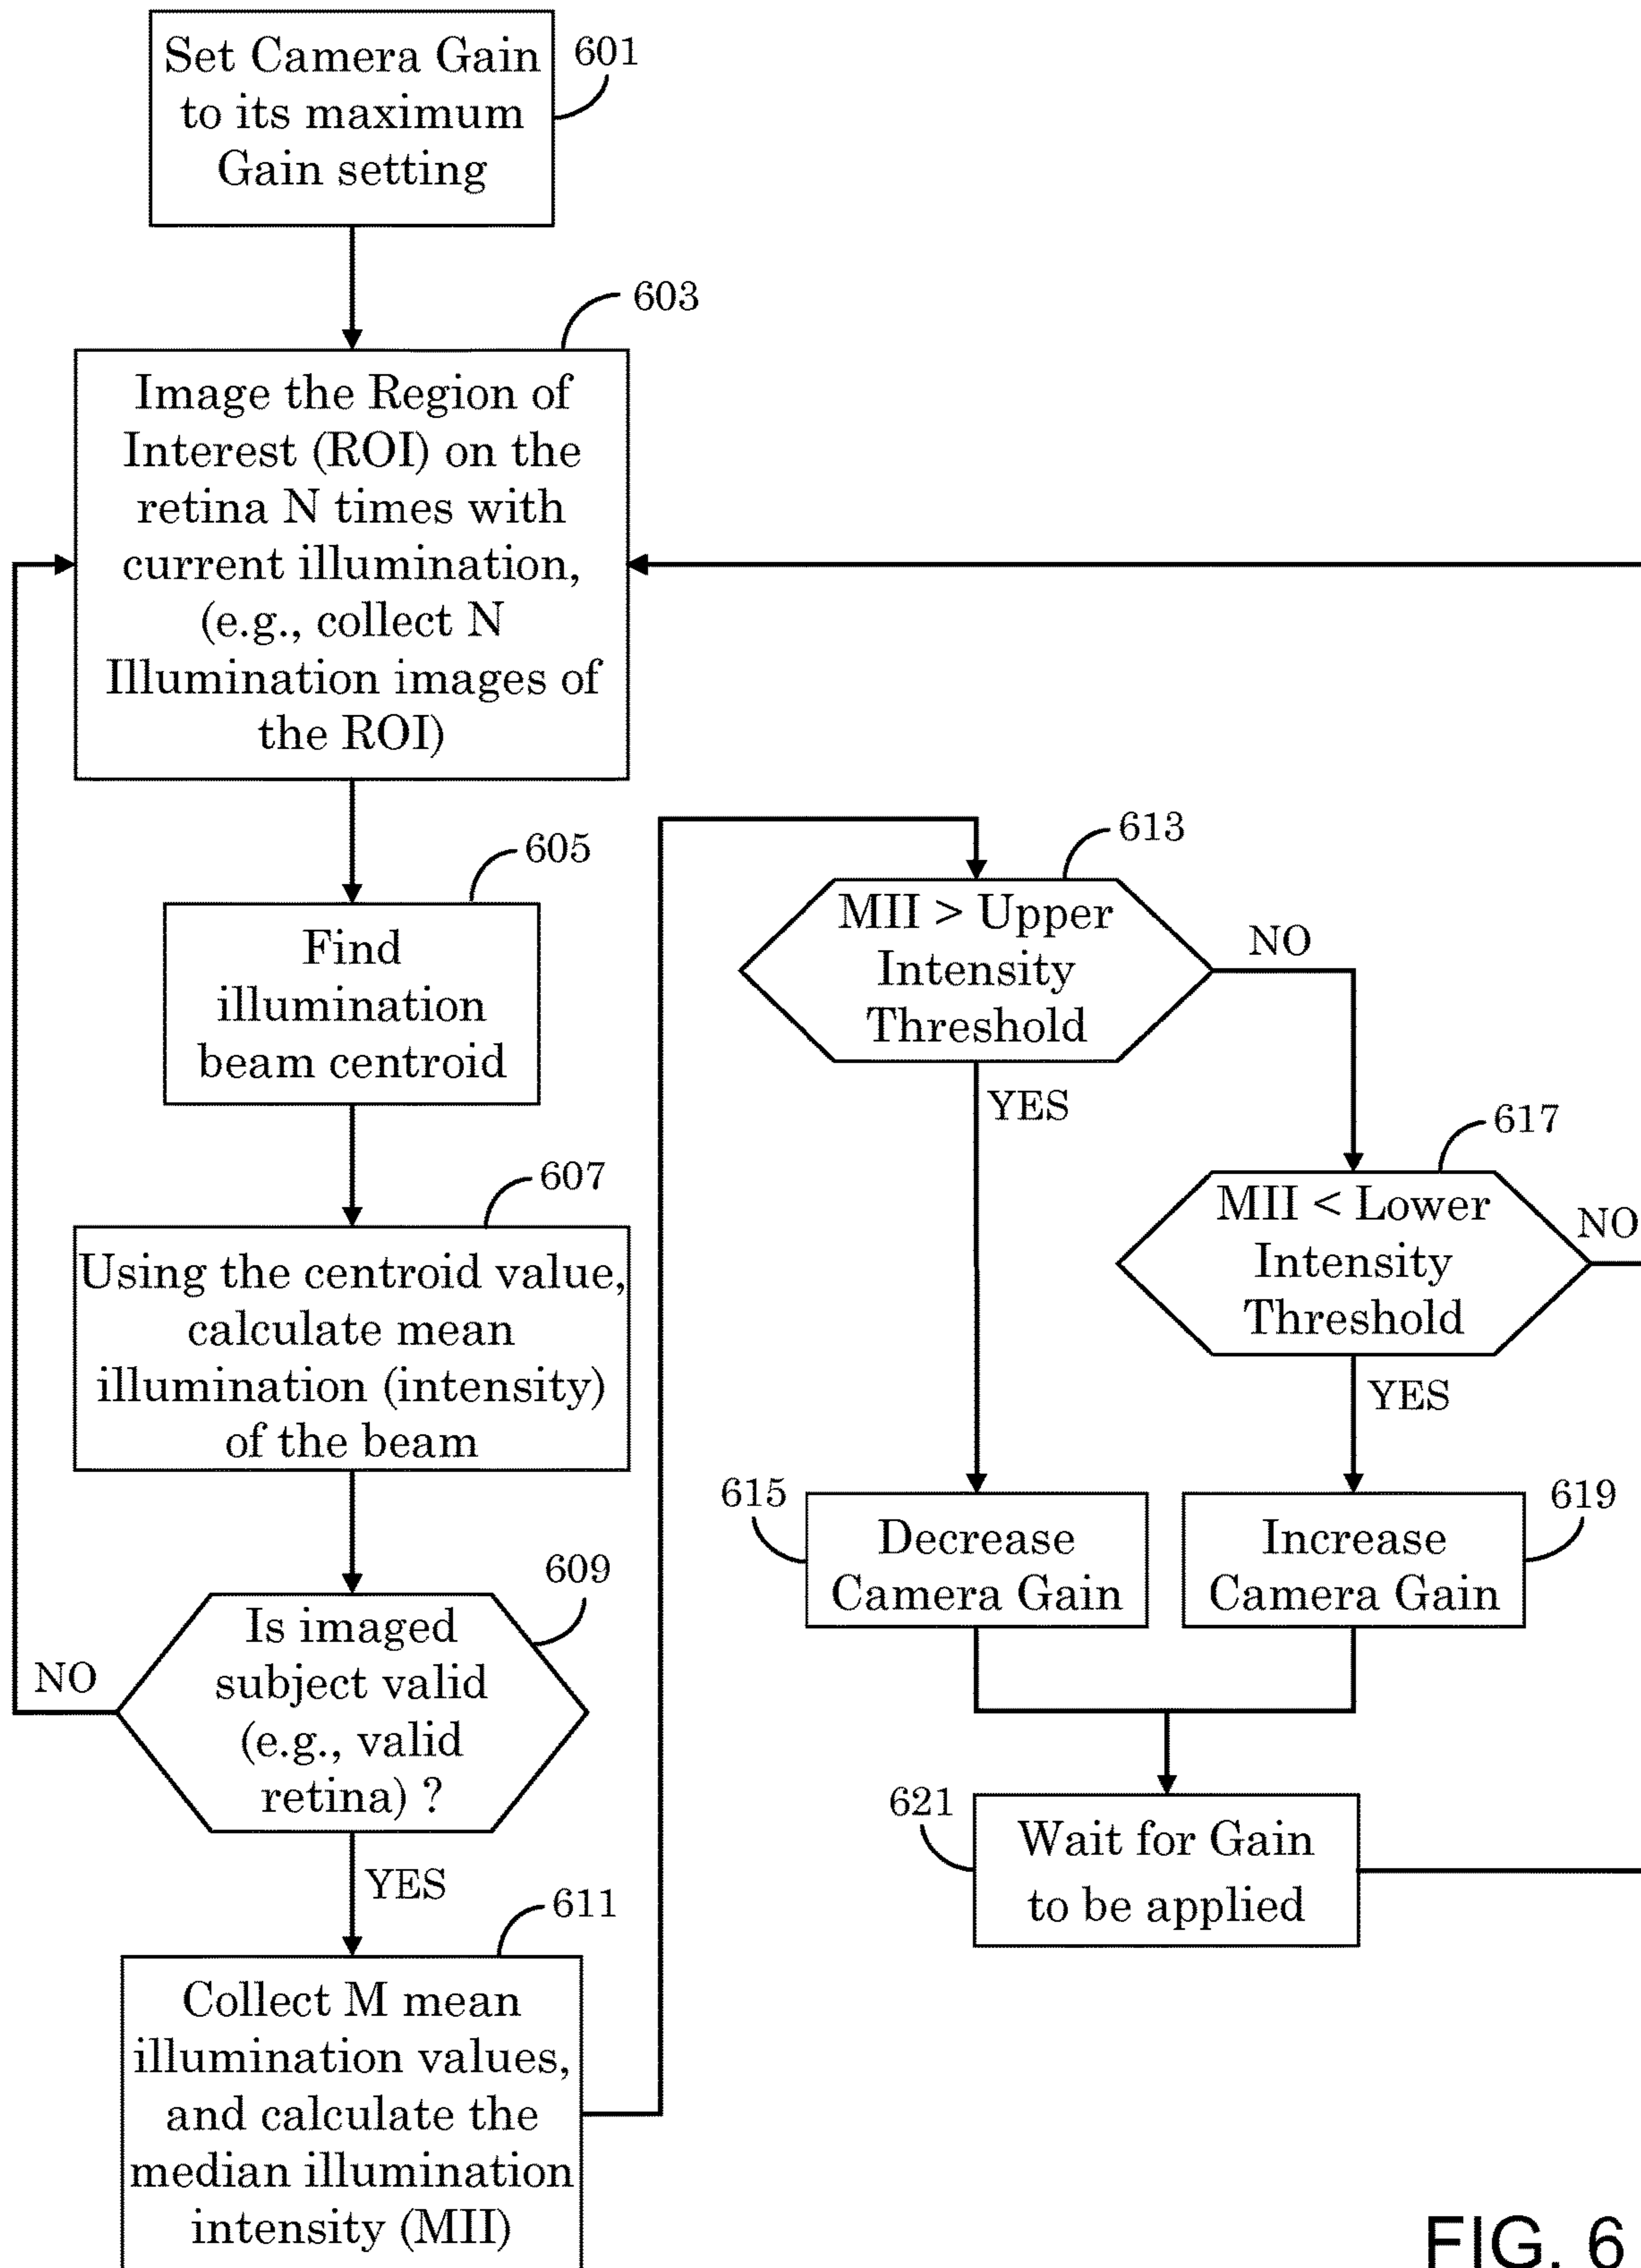 Set Camera Gain
to its maximum
Gain setting
601
603
Image the Region of
Interest (ROI) on the
retina N times with
current illumination,
(e.g., collect N
Illumination images of
the ROI)
605
Find
illumination
beam centroid
607
Using the centroid value,
calculate mean
illumination (intensity)
of the beam
609
Is imaged
subject valid
(e.g., valid
retina) ?
NO
YES
611
Collect M mean
illumination values,
and calculate the
median illumination
intensity (MII)
613
MII > Upper
Intensity
Threshold
NO
YES
617
MII < Lower
Intensity
Threshold
NO
YES
615
Decrease
Camera Gain
619
Increase
Camera Gain
621
Wait for Gain
to be applied
FIG. 6